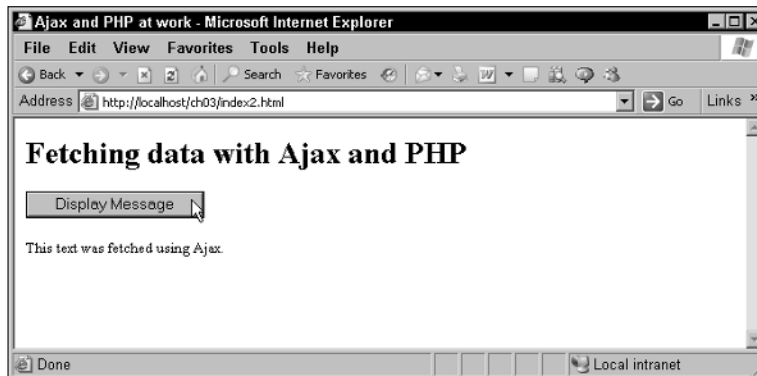 Ajax and PHP at work - Microsoft Internet Explorer
File Edit View Favorites Tools Help
Back Search Favorites
Address http://localhost/ch03/index2.html Go Links »
Fetching data with Ajax and PHP
Display Message
This text was fetched using Ajax.
Done Local intranet